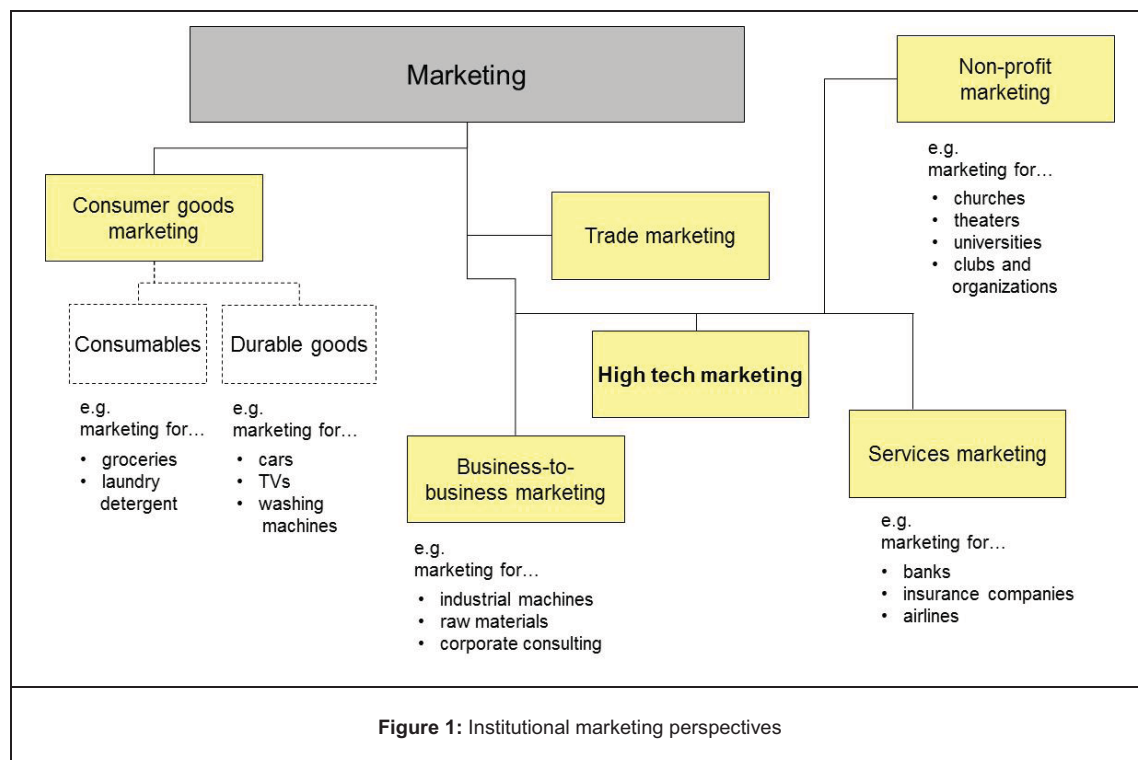 Marketing
Non-profit
marketing
e.g.
marketing for…
• churches
• theaters
• universities
• clubs and
organizations
Consumer goods
marketing
Trade marketing
Consumables
Durable goods
High tech marketing
e.g.
marketing for…
• groceries
• laundry
detergent
e.g.
marketing for…
• cars
• TVs
• washing
machines
Business-to-
business marketing
e.g.
marketing for…
• industrial machines
• raw materials
• corporate consulting
Services marketing
e.g.
marketing for…
• banks
• insurance companies
• airlines
Figure 1: Institutional marketing perspectives